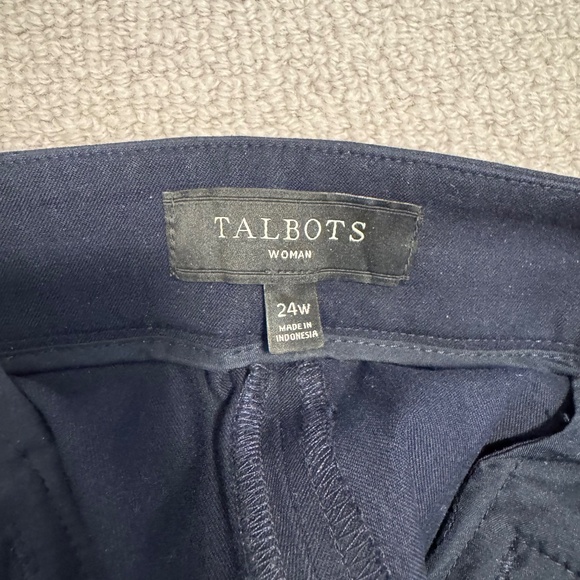 TALBOTS
WOMAN
24W
MADE IN
INDONESIA